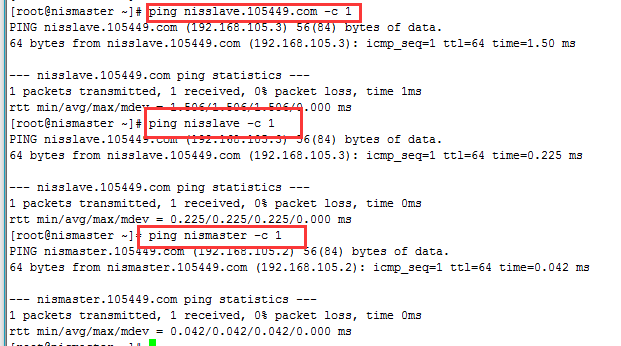 [root@nismaster ~]# ping nisslave.105449.com -c 1
PING nisslave.105449.com (192.168.105.3) 56(84) bytes of data.
64 bytes from nisslave.105449.com (192.168.105.3): icmp_seq=1 ttl=64 time=1.50 ms
--- nisslave.105449.com ping statistics ---
1 packets transmitted, 1 received, 0% packet loss, time 1ms
rtt min/avg/max/mdev = 1.506/1.506/1.506/0.000 ms
[root@nismaster ~]# ping nisslave -c 1
PING nisslave.105449.com (192.168.105.3) 56(84) bytes of data.
64 bytes from nisslave.105449.com (192.168.105.3): icmp_seq=1 ttl=64 time=0.225 ms
--- nisslave.105449.com ping statistics ---
1 packets transmitted, 1 received, 0% packet loss, time 0ms
rtt min/avg/max/mdev = 0.225/0.225/0.225/0.000 ms
[root@nismaster ~]# ping nismaster -c 1
PING nismaster.105449.com (192.168.105.2) 56(84) bytes of data.
64 bytes from nismaster.105449.com (192.168.105.2): icmp_seq=1 ttl=64 time=0.042 ms
--- nismaster.105449.com ping statistics ---
1 packets transmitted, 1 received, 0% packet loss, time 0ms
rtt min/avg/max/mdev = 0.042/0.042/0.042/0.000 ms
[root@nismaster ~]#